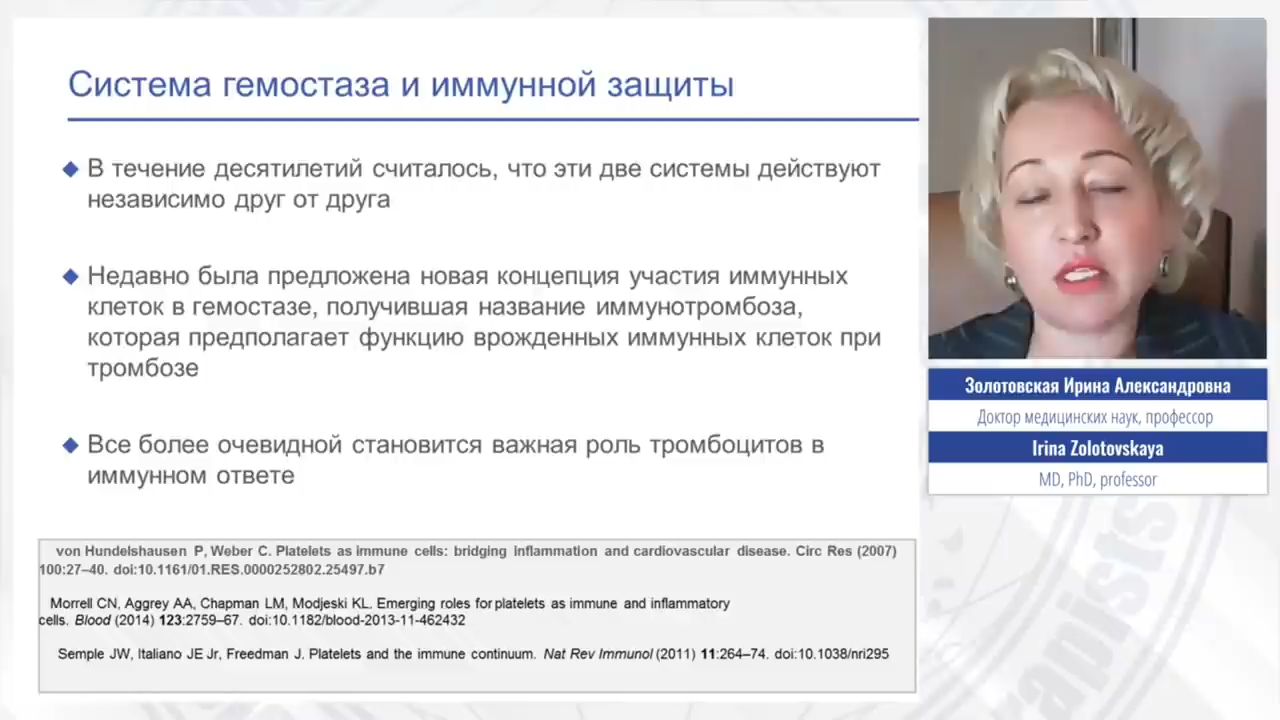 Система гемостаза и иммунной защиты
В течение десятилетий считалось, что эти две системы действуют
независимо друг от друга
Недавно была предложена новая концепция участия иммунных
клеток в гемостазе, получившая название иммунотромбоза,
которая предполагает функцию врожденных иммунных клеток при
тромбозе
Все более очевидной становится важная роль тромбоцитов в
иммунном ответе
von Hundelshausen P, Weber C. Platelets as immune cells: bridging inflammation and cardiovascular disease. Circ Res (2007)
100:27–40. doi:10.1161/01.RES.0000252802.25497.b7
Morrell CN, Aggrey AA, Chapman LM, Modjeski KL. Emerging roles for platelets as immune and inflammatory
cells. Blood (2014) 123:2759–67. doi:10.1182/blood-2013-11-462432
Semple JW, Italiano JE Jr, Freedman J. Platelets and the immune continuum. Nat Rev Immunol (2011) 11:264–74. doi:10.1038/nri295
Золотовская Ирина Александровна
Доктор медицинских наук, профессор
Irina Zolotovskaya
MD, PhD, professor